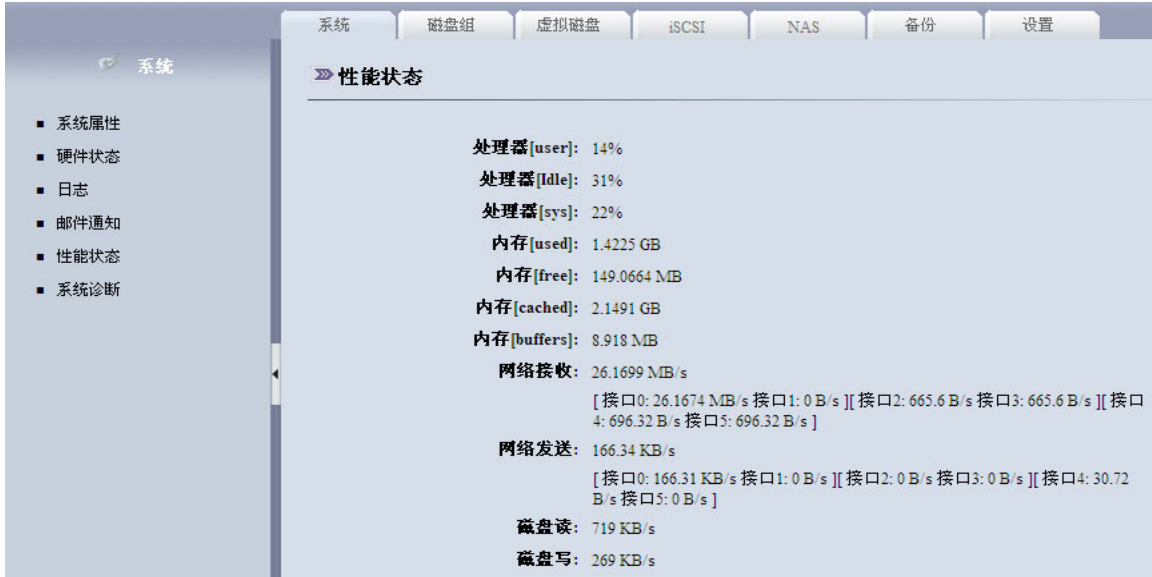 系统 磁盘组 虚拟磁盘 iSCSI NAS 备份 设置
系统
系统属性
硬件状态
日志
邮件通知
性能状态
系统诊断
性能状态
处理器[user]: 14%
处理器[Idle]: 31%
处理器[sys]: 22%
内存[used]: 1.4225 GB
内存[free]: 149.0664 MB
内存[cached]: 2.1491 GB
内存[buffers]: 8.918 MB
网络接收: 26.1699 MB/s
[ 接口0: 26.1674 MB/s 接口1: 0 B/s ][ 接口2: 665.6 B/s 接口3: 665.6 B/s ][ 接口
4: 696.32 B/s 接口5: 696.32 B/s ]
网络发送: 166.34 KB/s
[ 接口0: 166.31 KB/s 接口1: 0 B/s ][ 接口2: 0 B/s 接口3: 0 B/s ][ 接口4: 30.72
B/s 接口5: 0 B/s ]
磁盘读: 719 KB/s
磁盘写: 269 KB/s